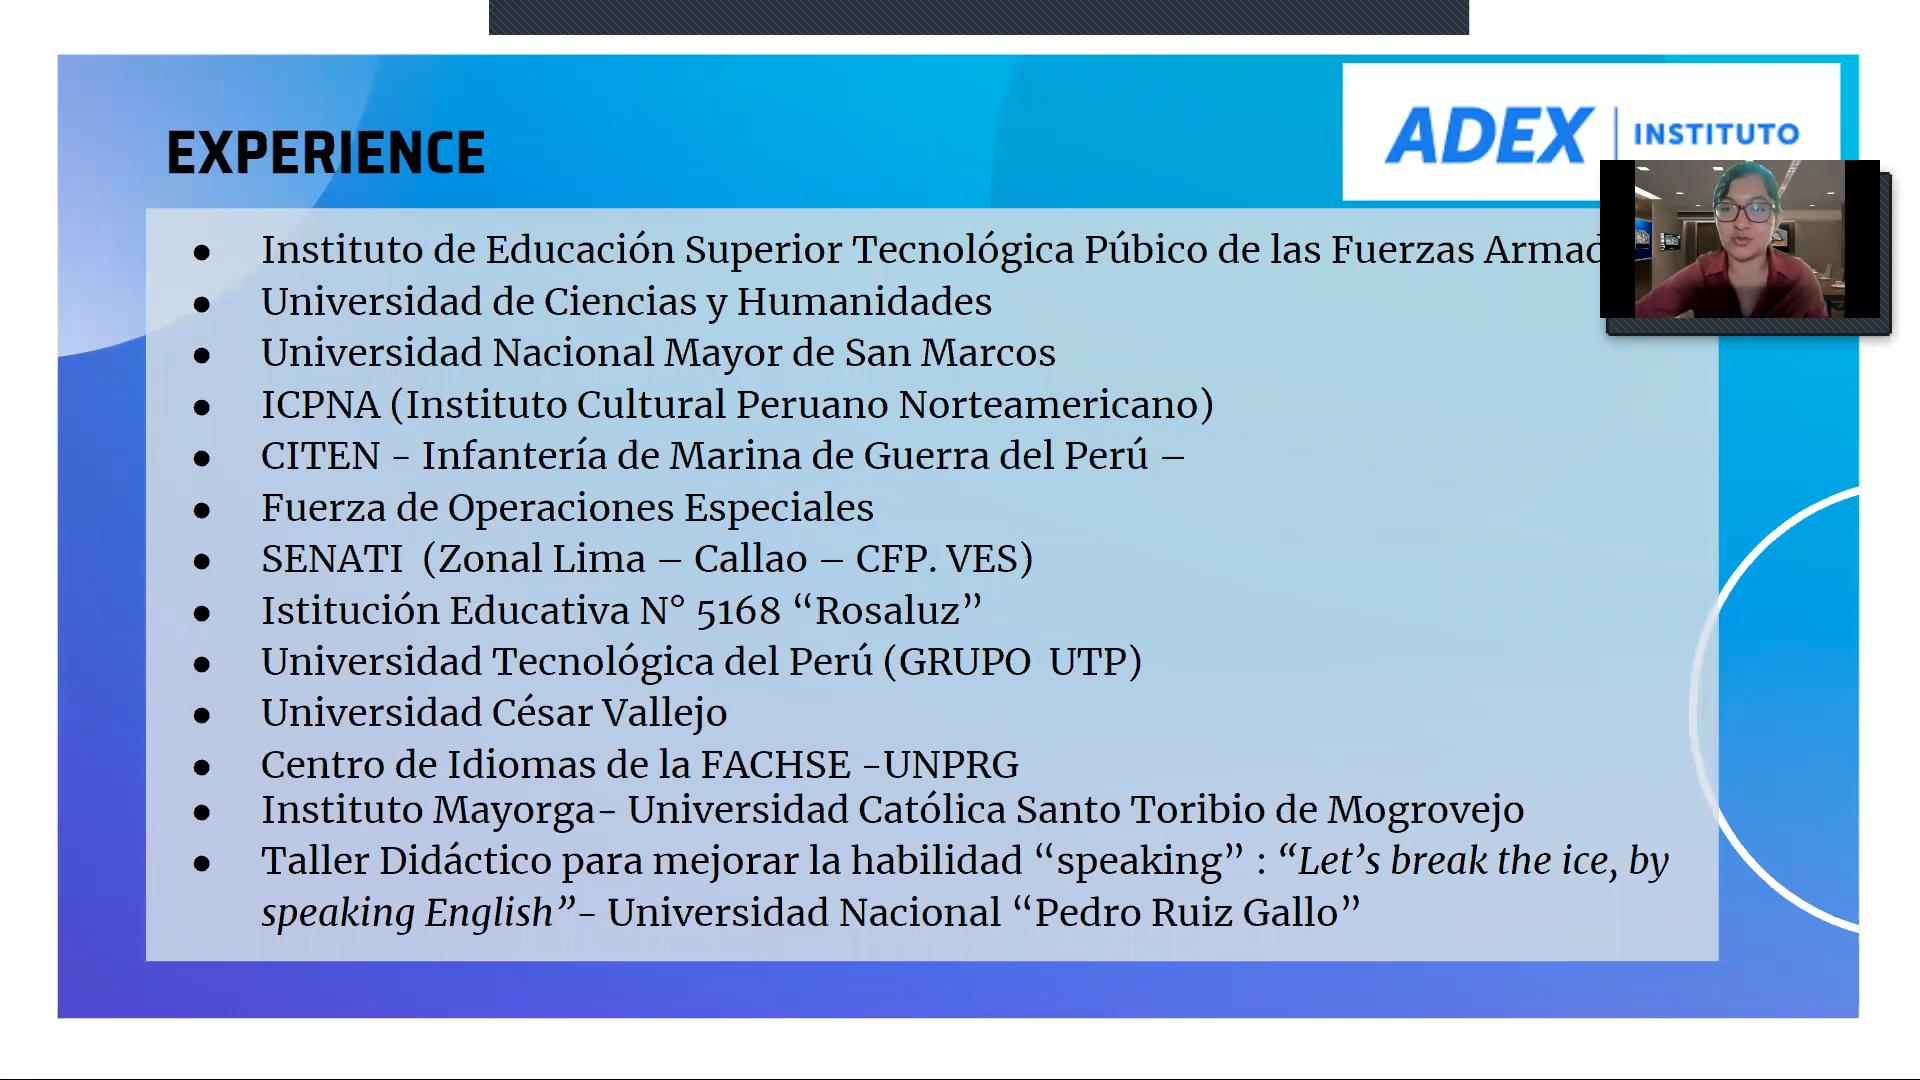 ADEX | INSTITUTO
EXPERIENCE
● Instituto de Educación Superior Tecnológica Púbico de las Fuerzas
● Universidad de Ciencias y Humanidades
● Universidad Nacional Mayor de San Marcos
● ICPNA (Instituto Cultural Peruano Norteamericano)
● CITEN - Infantería de Marina de Guerra del Perú –
● Fuerza de Operaciones Especiales
● SENATI (Zonal Lima – Callao – CFP. VES)
● Istitución Educativa N° 5168 “Rosaluz”
● Universidad Tecnológica del Perú (GRUPO UTP)
● Universidad César Vallejo
● Centro de Idiomas de la FACHSE -UNPRG
● Instituto Mayorga- Universidad Católica Santo Toribio de Mogrovejo
● Taller Didáctico para mejorar la habilidad “speaking” : “Let’s break the ice, by
speaking English”- Universidad Nacional “Pedro Ruiz Gallo”